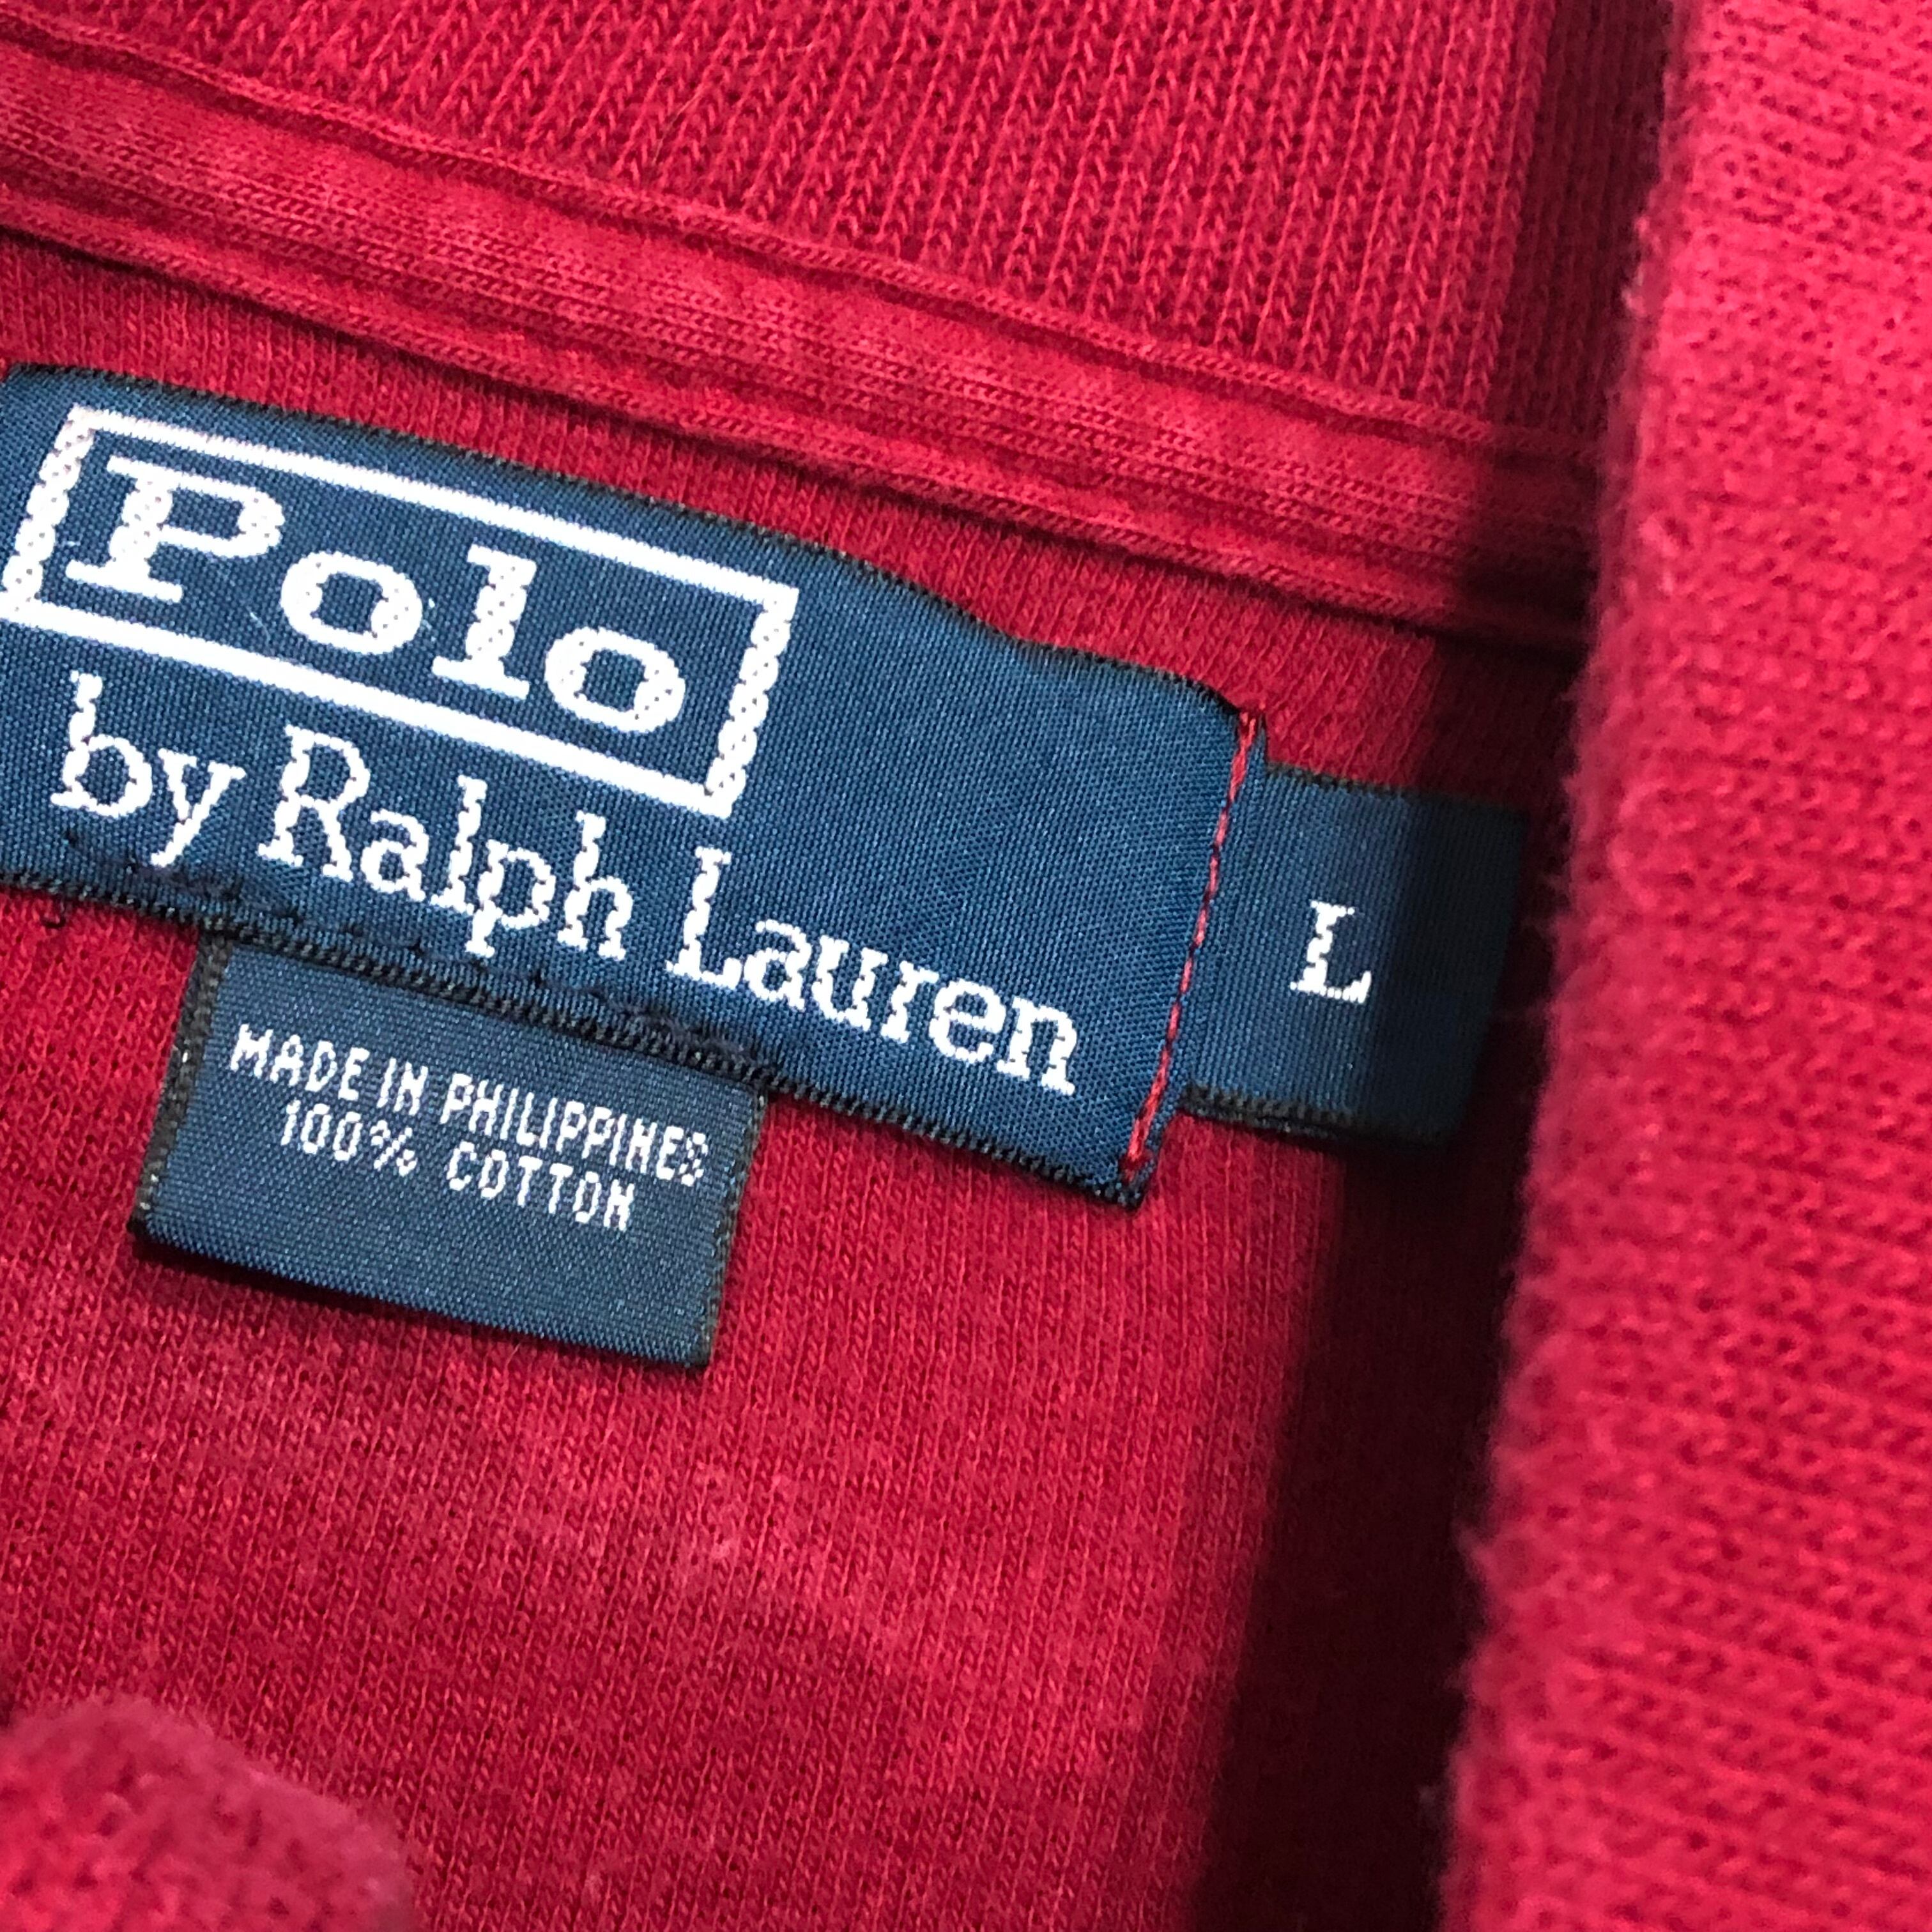 Polo
by Ralph Lauren
L
MADE IN PHILIPPINES
100% COTTON